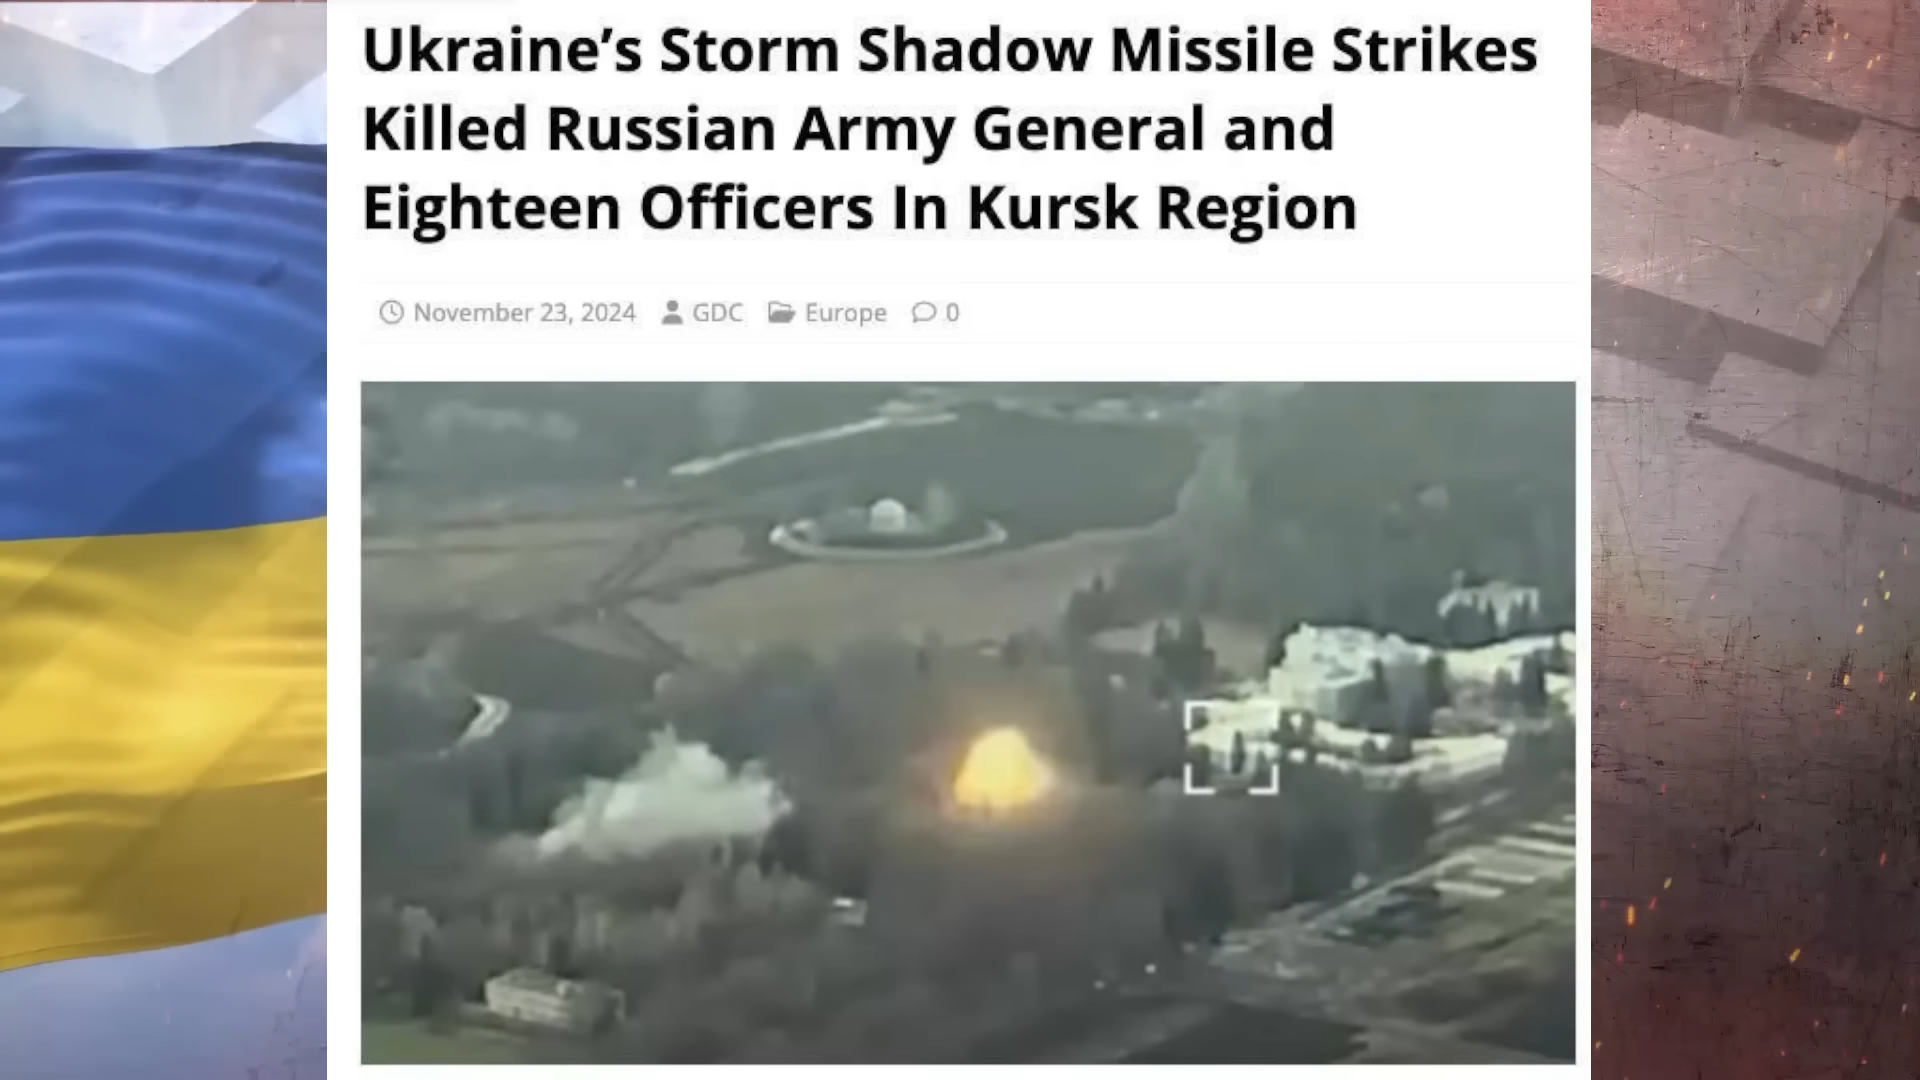 Ukraine’s Storm Shadow Missile Strikes
Killed Russian Army General and
Eighteen Officers In Kursk Region
November 23, 2024 GDC Europe 0